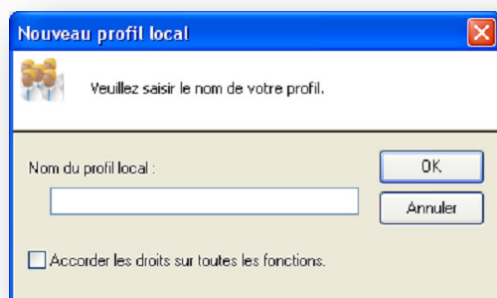 Nouveau profil local
Veuillez saisir le nom de votre profil.
Nom du profil local :
OK
Annuler
Accorder les droits sur toutes les fonctions.